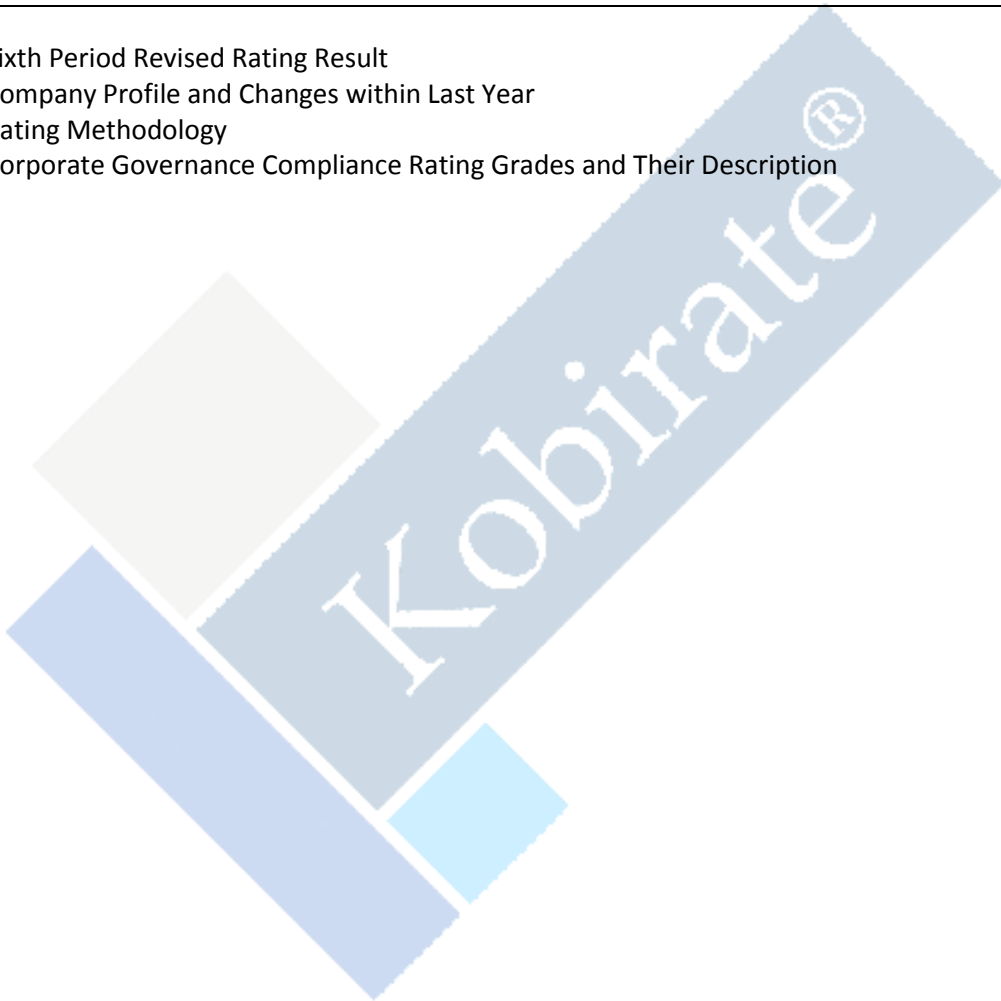 ixth Period Revised Rating Result
ompany Profile and Changes within Last Year
ating Methodology
orporate Governance Compliance Rating Grades and Their Description
Kobirate®